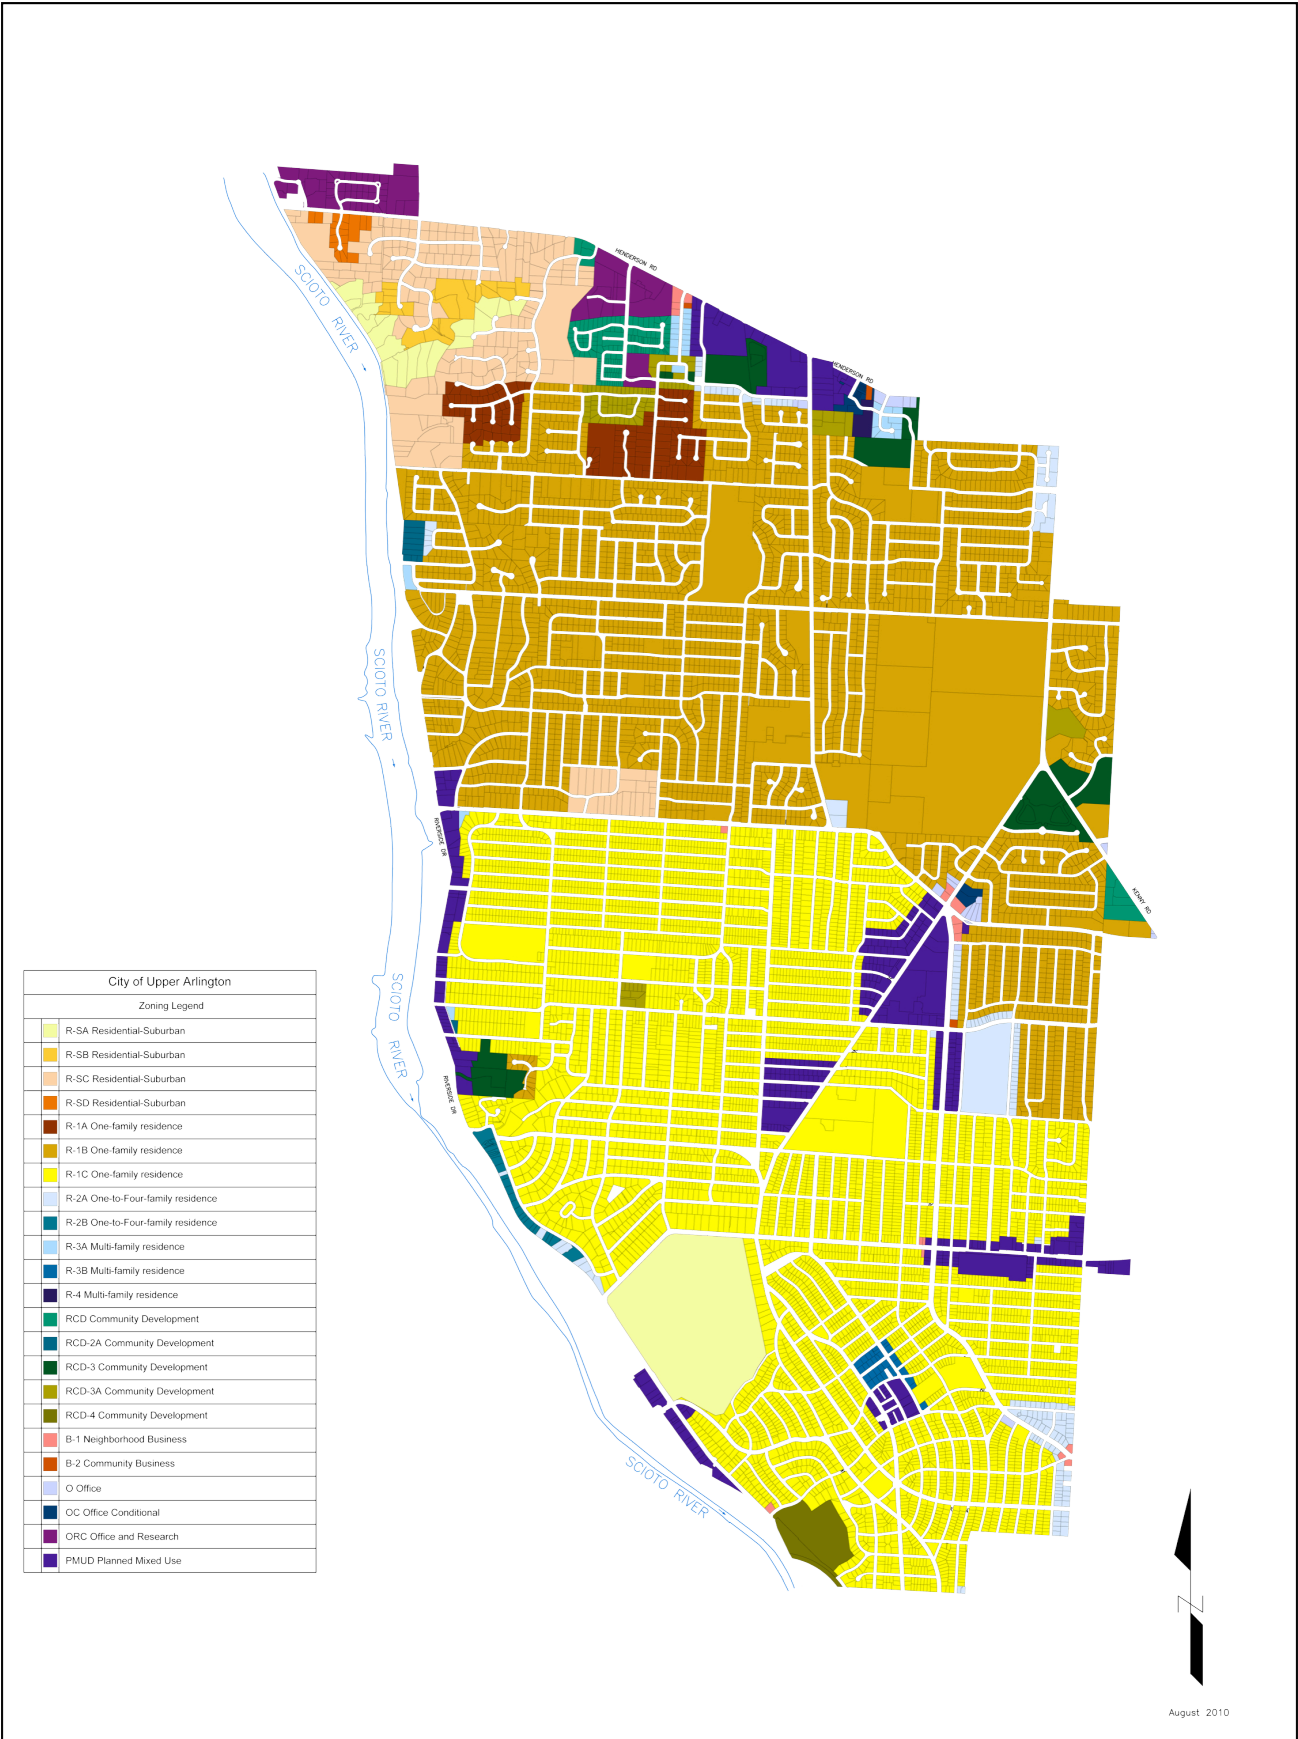 HENDERSON RD
SCIOTO RIVER
HENDERSON RD
SCIOTO RIVER
RIVERSIDE DR
KENNY RD
SCIOTO RIVER
RIVERSIDE DR
SCIOTO RIVER
City of Upper Arlington
Zoning Legend
R-SA Residential-Suburban
R-SB Residential-Suburban
R-SC Residential-Suburban
R-SD Residential-Suburban
R-1A One-family residence
R-1B One-family residence
R-1C One-family residence
R-2A One-to-Four-family residence
R-2B One-to-Four-family residence
R-3A Multi-family residence
R-3B Multi-family residence
R-4 Multi-family residence
RCD Community Development
RCD-2A Community Development
RCD-3 Community Development
RCD-3A Community Development
RCD-4 Community Development
B-1 Neighborhood Business
B-2 Community Business
O Office
OC Office Conditional
ORC Office and Research
PMUD Planned Mixed Use
N
August 2010